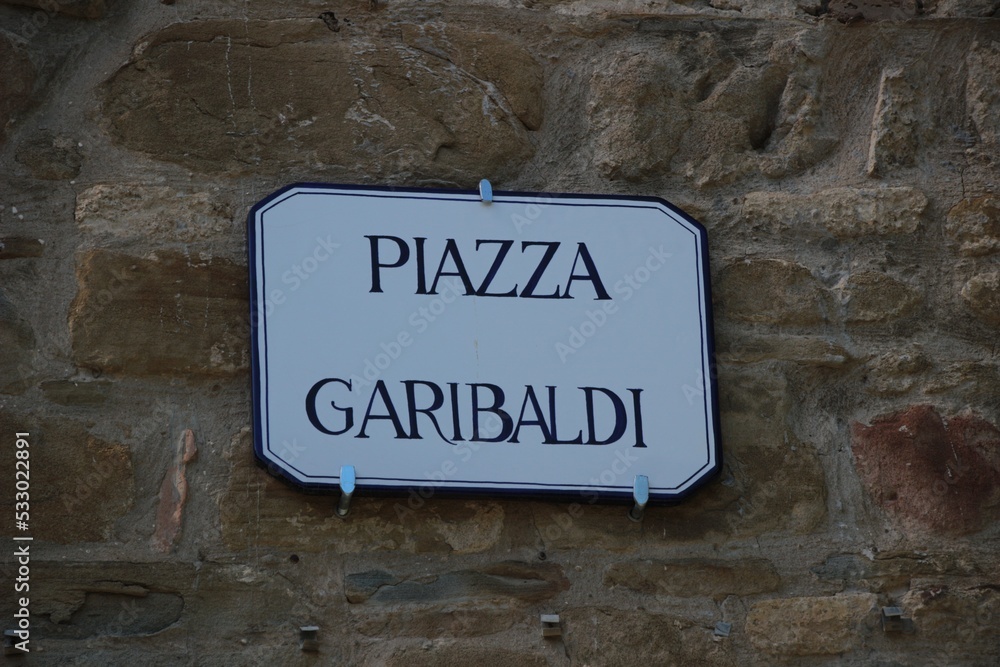 PIAZZA
GARIBALDI
Adobe Stock | #533022891